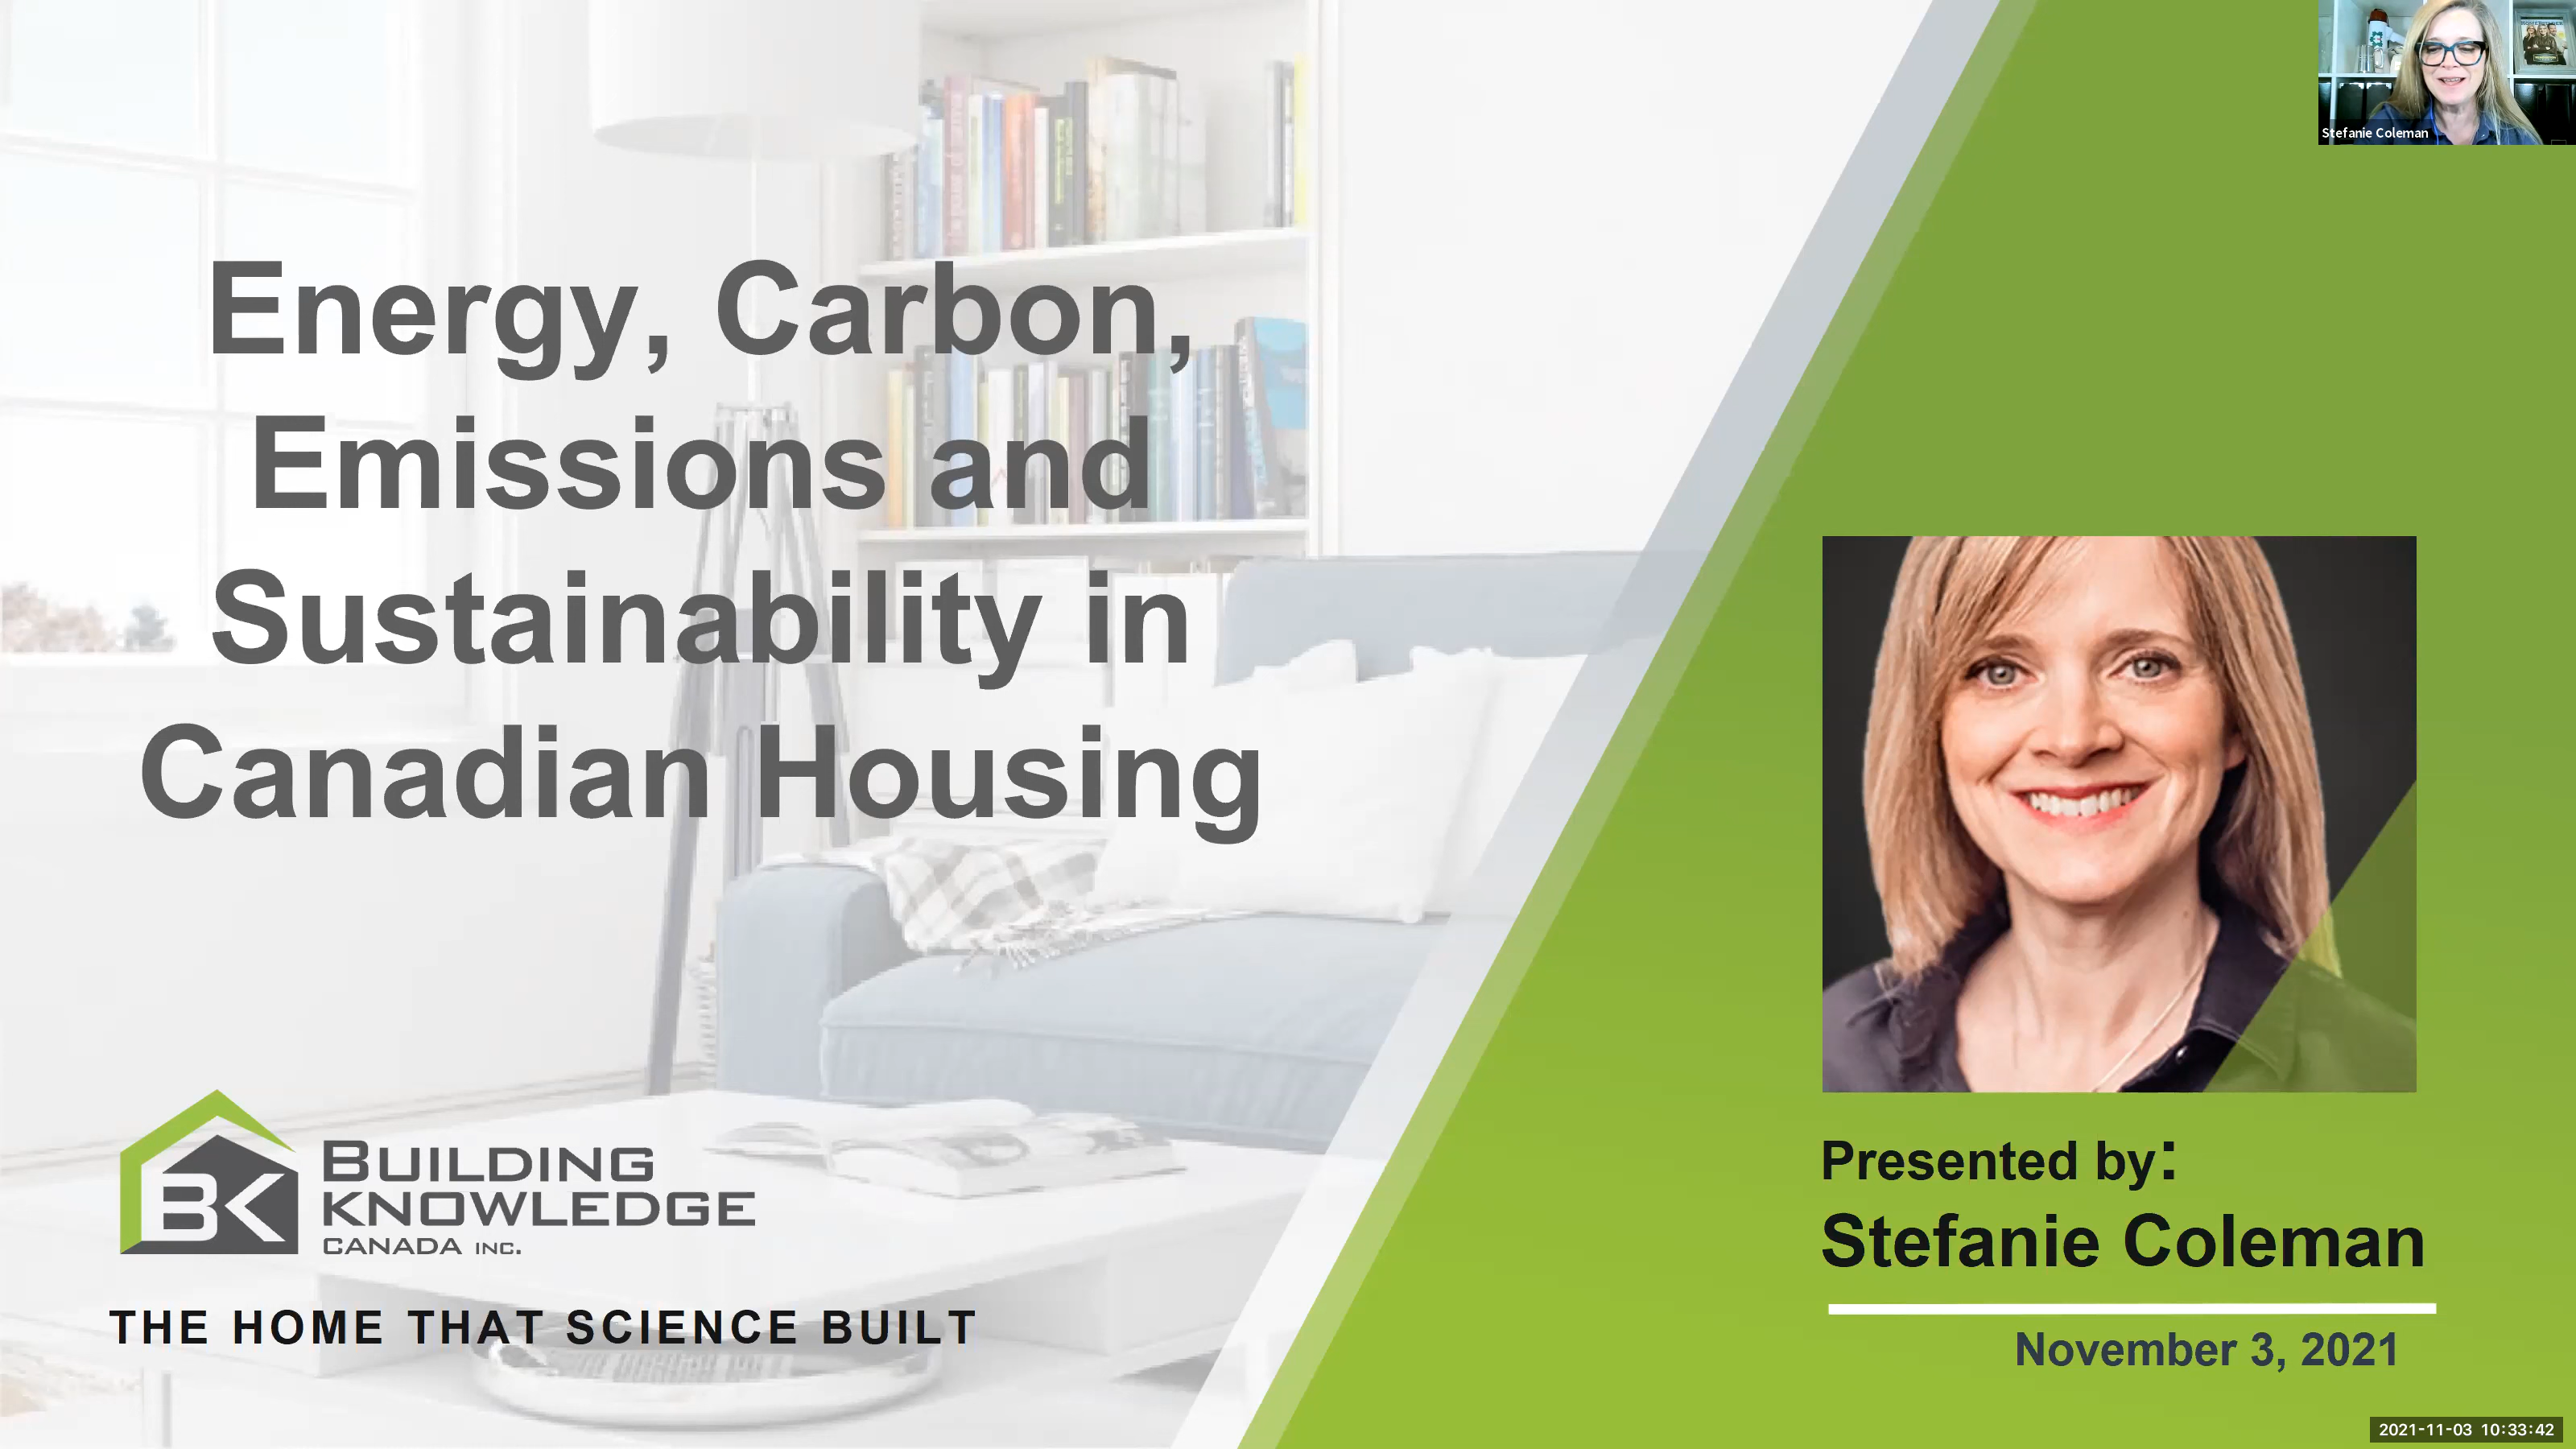 Energy, Carbon,
Emissions and
Sustainability in
Canadian Housing
BK
BUILDING
KNOWLEDGE
CANADA INC.
THE HOME THAT SCIENCE BUILT
Stefanie Coleman
Presented by:
Stefanie Coleman
November 3, 2021
2021-11-03 10:33:42